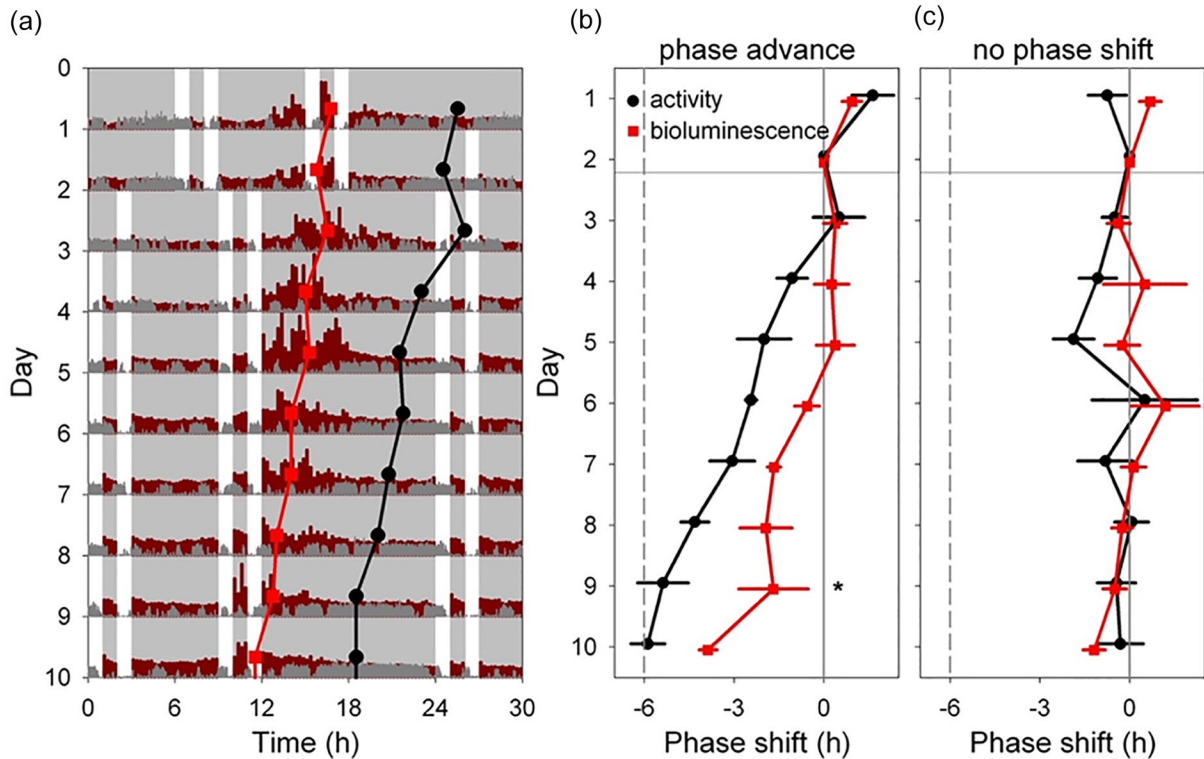 (a)
(b)
(c)
phase advance
no phase shift
0
1
2
3
4
5
6
7
8
9
10
Day
0 6 12 18 24 30
Time (h)
activity
bioluminescence
1
2
3
4
5
6
7
8
9
10
Day
*
-6 -3 0
Phase shift (h)
-6 -3 0
Phase shift (h)